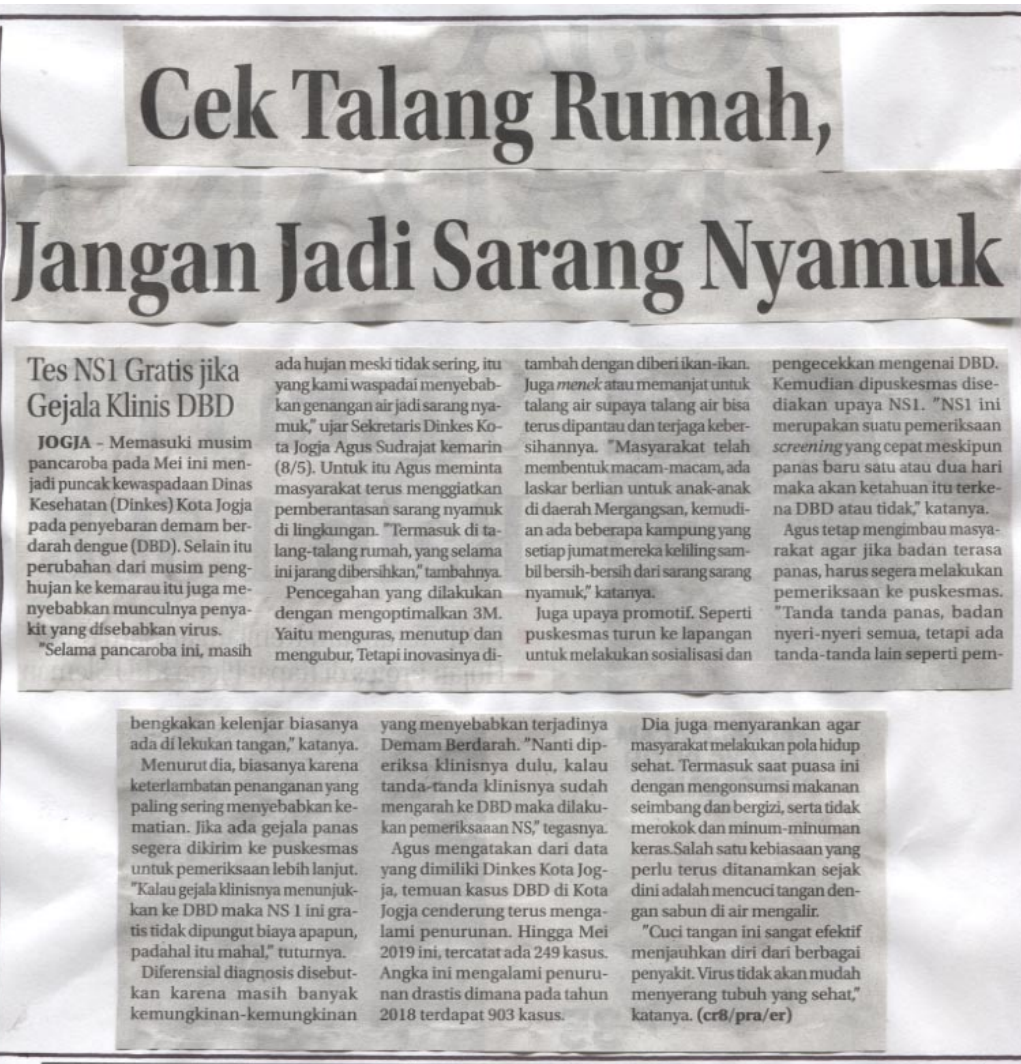 Cek Talang Rumah,
Jangan Jadi Sarang Nyamuk
Tes NS1 Gratis jika
Gejala Klinis DBD
JOGJA - Memasuki musim
pancaroba pada Mei ini men-
jadi puncak kewaspadaan Dinas
Kesehatan (Dinkes) Kota Jogja
pada penyebaran demam ber-
darah dengue (DBD). Selain itu
perubahan dari musim peng-
hujan ke kemarau itu juga me-
nyebabkan munculnya penya-
kit yang disebabkan virus.
"Selama pancaroba ini, masih
ada hujan meski tidak sering, itu
yang kami waspadai menyebab-
kan genangan air jadi sarang nya-
muk," ujar Sekretaris Dinkes Ko-
ta Jogja Agus Sudrajat kemarin
(8/5). Untuk itu Agus meminta
masyarakat terus menggiatkan
pemberantasan sarang nyamuk
di lingkungan. "Termasuk di ta-
lang-talang rumah, yang selama
ini jarang dibersihkan," tambahnya.
Pencegahan yang dilakukan
dengan mengoptimalkan 3M.
Yaitu menguras, menutup dan
mengubur, Tetapi inovasinya di-
tambah dengan diberi ikan-ikan.
Juga menek atau memanjat untuk
talang air supaya talang air bisa
terus dipantau dan terjaga keber-
sihannya. "Masyarakat telah
membentuk macam-macam, ada
laskar berlian untuk anak-anak
di daerah Mergangsan, kemudi-
an ada beberapa kampung yang
setiap jumat mereka keliling sam-
bil bersih-bersih dari sarang sarang
nyamuk," katanya.
Juga upaya promotif. Seperti
puskesmas turun ke lapangan
untuk melakukan sosialisasi dan
pengecekkan mengenai DBD.
Kemudian dipuskesmas dise-
diakan upaya NS1. "NS1 ini
merupakan suatu pemeriksaan
screening yang cepat meskipun
panas baru satu atau dua hari
maka akan ketahuan itu terke-
na DBD atau tidak," katanya.
Agus tetap mengimbau masya-
rakat agar jika badan terasa
panas, harus segera melakukan
pemeriksaan ke puskesmas.
"Tanda tanda panas, badan
nyeri-nyeri semua, tetapi ada
tanda-tanda lain seperti pem-
bengkakan kelenjar biasanya
ada di lekukan tangan," katanya.
Menurut dia, biasanya karena
keterlambatan penanganan yang
paling sering menyebabkan ke-
matian. Jika ada gejala panas
segera dikirim ke puskesmas
untuk pemeriksaan lebih lanjut.
"Kalau gejala klinisnya menunjuk-
kan ke DBD maka NS 1 ini gra-
tis tidak dipungut biaya apapun,
padahal itu mahal," tuturnya.
Diferensial diagnosis disebut-
kan karena masih banyak
kemungkinan-kemungkinan
yang menyebabkan terjadinya
Demam Berdarah. "Nanti dip-
eriksa klinisnya dulu, kalau
tanda-tanda klinisnya sudah
mengarah ke DBD maka dilaku-
kan pemeriksaaan NS," tegasnya.
Agus mengatakan dari data
yang dimiliki Dinkes Kota Jog-
ja, temuan kasus DBD di Kota
Jogja cenderung terus menga-
lami penurunan. Hingga Mei
2019 ini, tercatat ada 249 kasus.
Angka ini mengalami penuru-
nan drastis dimana pada tahun
2018 terdapat 903 kasus.
Dia juga menyarankan agar
masyarakat melakukan pola hidup
sehat. Termasuk saat puasa ini
dengan mengonsumsi makanan
seimbang dan bergizi, serta tidak
merokok dan minum-minuman
keras.Salah satu kebiasaan yang
perlu terus ditanamkan sejak
dini adalah mencuci tangan den-
gan sabun di air mengalir.
"Cuci tangan ini sangat efektif
menjauhkan diri dari berbagai
penyakit. Virus tidak akan mudah
menyerang tubuh yang sehat,"
katanya. (cr8/pra/er)